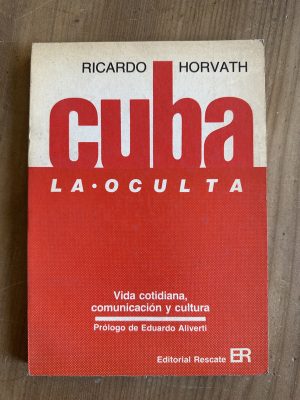 RICARDO HORVATH
cuba
LA·OCULTA
Vida cotidiana,
comunicación y cultura
Prólogo de Eduardo Aliverti
Editorial Rescate ER